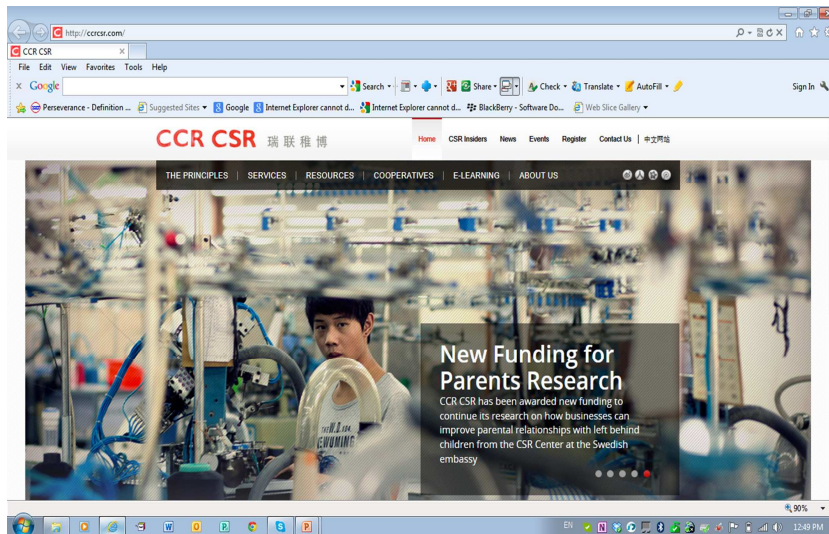 http://ccrcsr.com/
CCR CSR
File Edit View Favorites Tools Help
Google Search Share Check Translate AutoFill Sign In
Perseverance - Definition ... Suggested Sites Google Internet Explorer cannot d... Internet Explorer cannot d... BlackBerry - Software Do... Web Slice Gallery
CCR CSR 瑞联稚博
Home CSR Insiders News Events Register Contact Us | 中文网站
THE PRINCIPLES | SERVICES | RESOURCES | COOPERATIVES | E-LEARNING | ABOUT US
New Funding for
Parents Research
CCR CSR has been awarded new funding to
continue its research on how businesses can
improve parental relationships with left behind
children from the CSR Center at the Swedish
embassy
90%
EN 12:49 PM